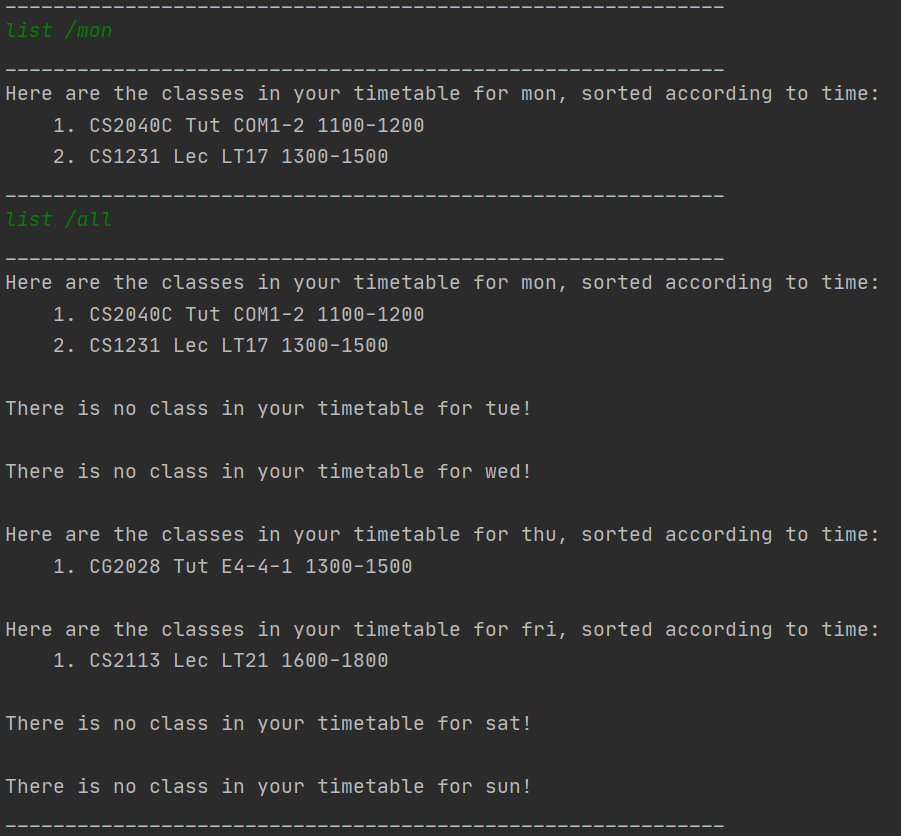 ____________________________________________________________
list /mon
____________________________________________________________
Here are the classes in your timetable for mon, sorted according to time:
    1. CS2040C Tut COM1-2 1100-1200
    2. CS1231 Lec LT17 1300-1500
____________________________________________________________
list /all
____________________________________________________________
Here are the classes in your timetable for mon, sorted according to time:
    1. CS2040C Tut COM1-2 1100-1200
    2. CS1231 Lec LT17 1300-1500

There is no class in your timetable for tue!

There is no class in your timetable for wed!

Here are the classes in your timetable for thu, sorted according to time:
    1. CG2028 Tut E4-4-1 1300-1500

Here are the classes in your timetable for fri, sorted according to time:
    1. CS2113 Lec LT21 1600-1800

There is no class in your timetable for sat!

There is no class in your timetable for sun!
____________________________________________________________